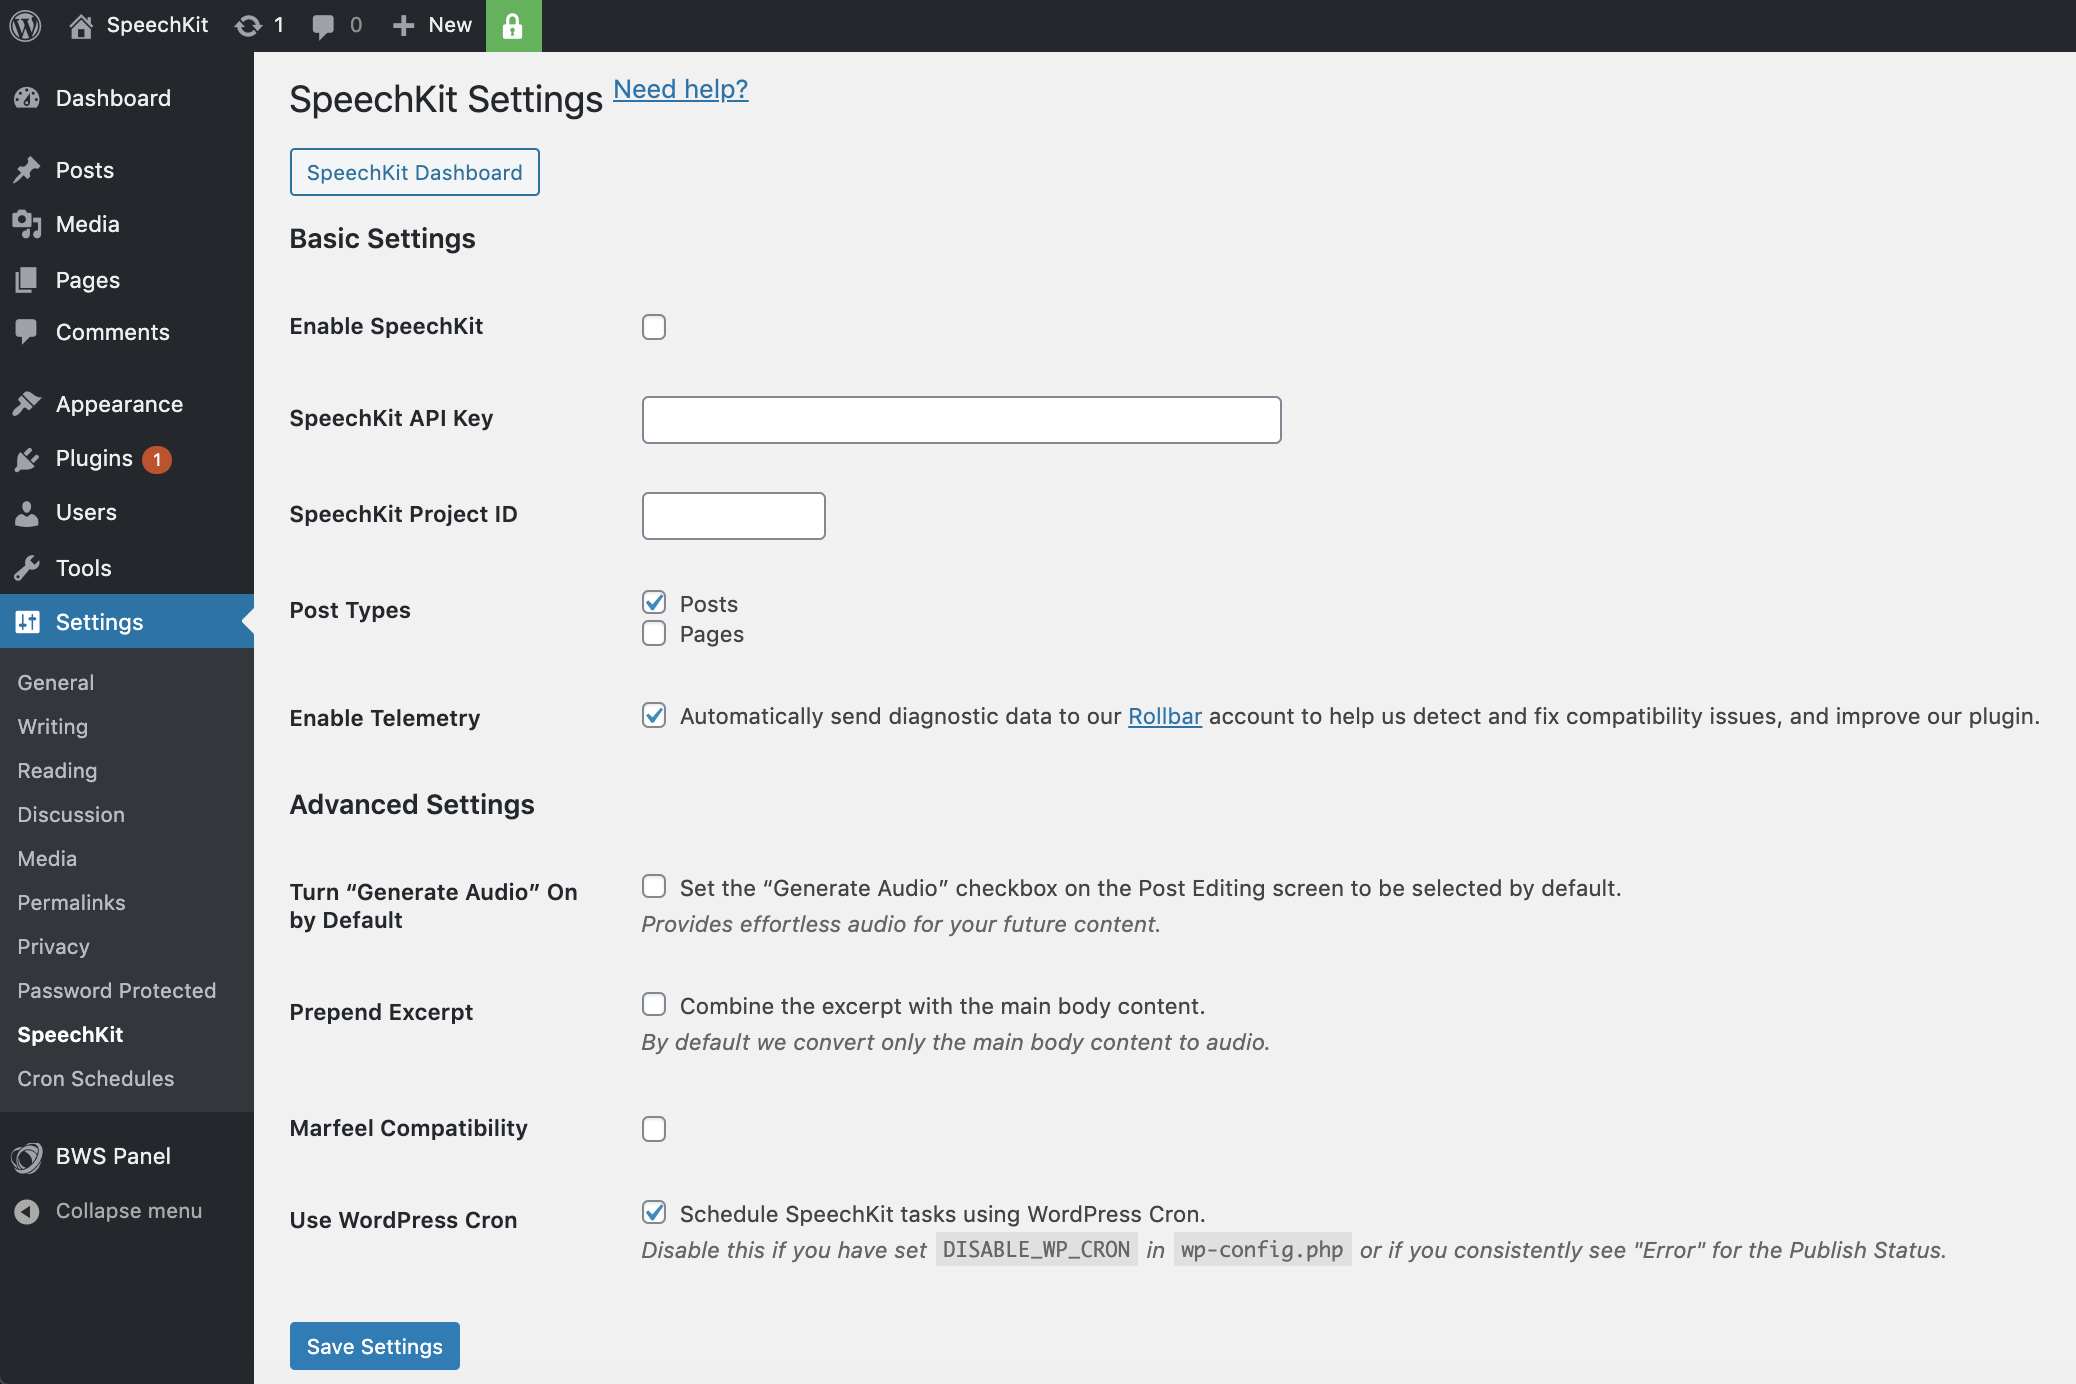 SpeechKit 1 0 New
Dashboard
Posts
Media
Pages
Comments
Appearance
Plugins 1
Users
Tools
Settings
General
Writing
Reading
Discussion
Media
Permalinks
Privacy
Password Protected
SpeechKit
Cron Schedules
BWS Panel
Collapse menu
SpeechKit Settings Need help?
SpeechKit Dashboard
Basic Settings
Enable SpeechKit
SpeechKit API Key
SpeechKit Project ID
Post Types
Posts
Pages
Enable Telemetry
Automatically send diagnostic data to our Rollbar account to help us detect and fix compatibility issues, and improve our plugin.
Advanced Settings
Turn “Generate Audio” On
by Default
Set the “Generate Audio” checkbox on the Post Editing screen to be selected by default.
Provides effortless audio for your future content.
Prepend Excerpt
Combine the excerpt with the main body content.
By default we convert only the main body content to audio.
Marfeel Compatibility
Use WordPress Cron
Schedule SpeechKit tasks using WordPress Cron.
Disable this if you have set DISABLE_WP_CRON in wp-config.php or if you consistently see "Error" for the Publish Status.
Save Settings